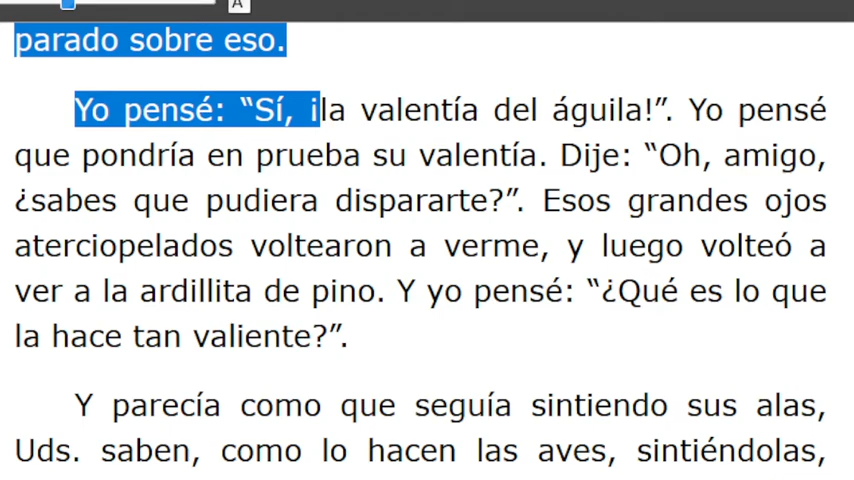 A
parado sobre eso.
Yo pensé: “Sí, ¡la valentía del águila!”. Yo pensé
que pondría en prueba su valentía. Dije: “Oh, amigo,
¿sabes que pudiera dispararte?”. Esos grandes ojos
aterciopelados voltearon a verme, y luego volteó a
ver a la ardillita de pino. Y yo pensé: “¿Qué es lo que
la hace tan valiente?”.
Y parecía como que seguía sintiendo sus alas,
Uds. saben, como lo hacen las aves, sintiéndolas,